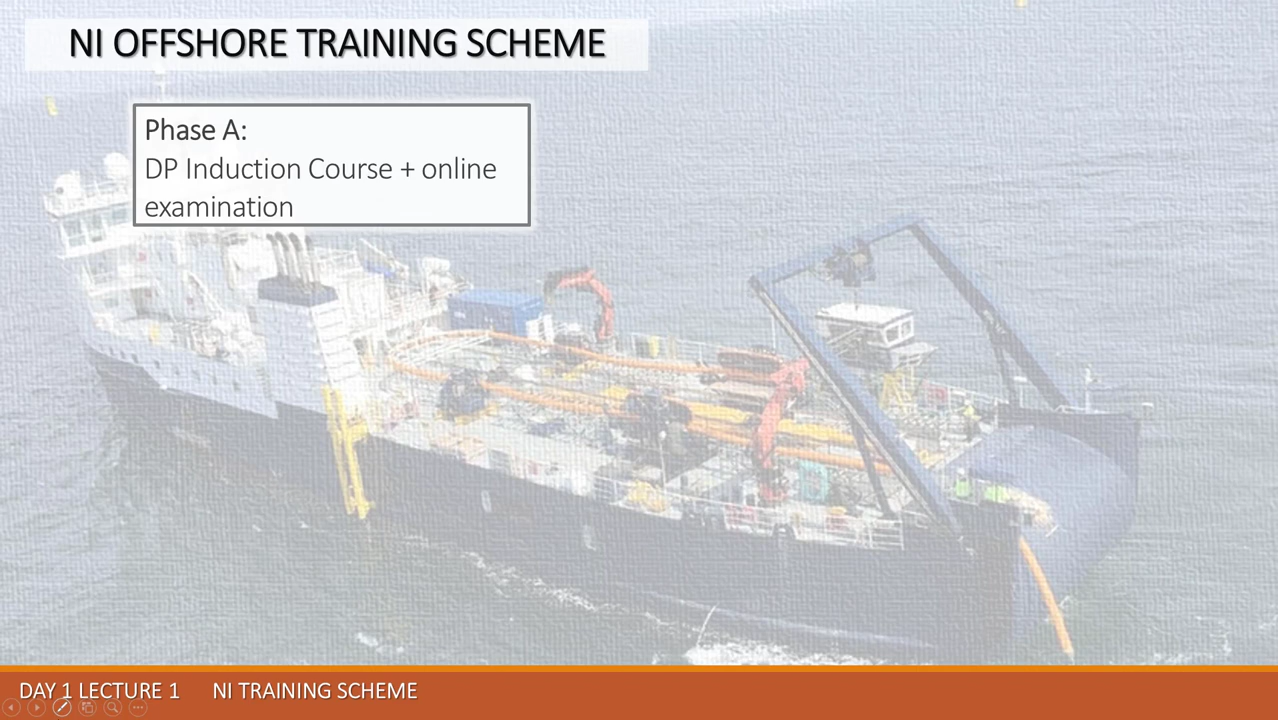 NI OFFSHORE TRAINING SCHEME
Phase A:
DP Induction Course + online
examination
DAY 1 LECTURE 1 NI TRAINING SCHEME